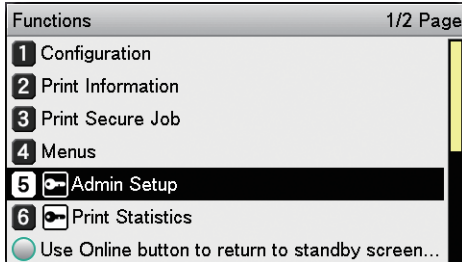 Functions 1/2 Page
1 Configuration
2 Print Information
3 Print Secure Job
4 Menus
5 Admin Setup
6 Print Statistics
Use Online button to return to standby screen...